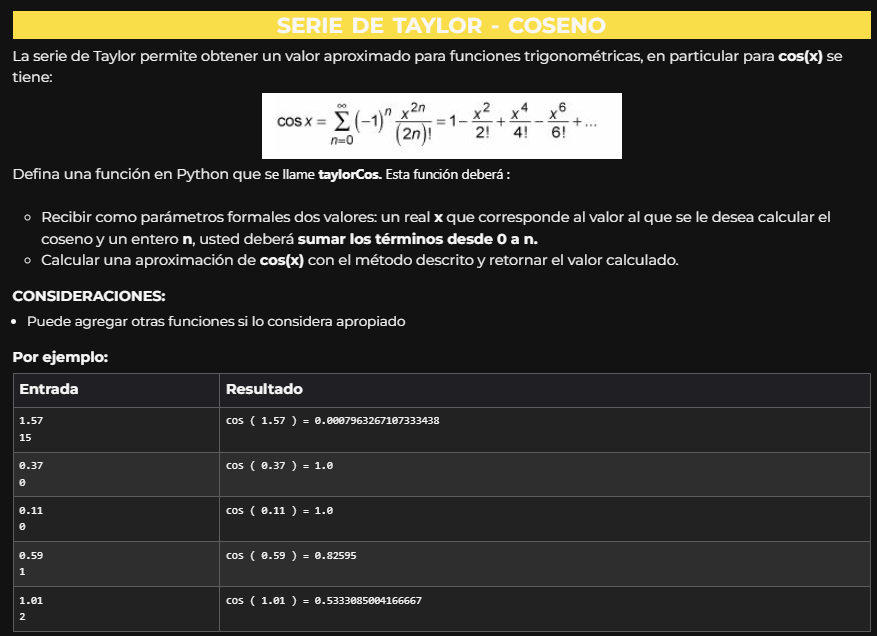 SERIE DE TAYLOR - COSENO
La serie de Taylor permite obtener un valor aproximado para funciones trigonométricas, en particular para cos(x) se
tiene:
cos x = ∑_{n=0}^{∞} (−1)^n x^{2n}/(2n)! = 1 − x^2/2! + x^4/4! − x^6/6! + ...
Defina una función en Python que se llame taylorCos. Esta función deberá :
Recibir como parámetros formales dos valores: un real x que corresponde al valor al que se le desea calcular el
coseno y un entero n, usted deberá sumar los términos desde 0 a n.
Calcular una aproximación de cos(x) con el método descrito y retornar el valor calculado.
CONSIDERACIONES:
Puede agregar otras funciones si lo considera apropiado
Por ejemplo:
Entrada Resultado
1.57 cos ( 1.57 ) = 0.0007963267107333438
15
0.37 cos ( 0.37 ) = 1.0
0
0.11 cos ( 0.11 ) = 1.0
0
0.59 cos ( 0.59 ) = 0.82595
1
1.01 cos ( 1.01 ) = 0.5333085004166667
2